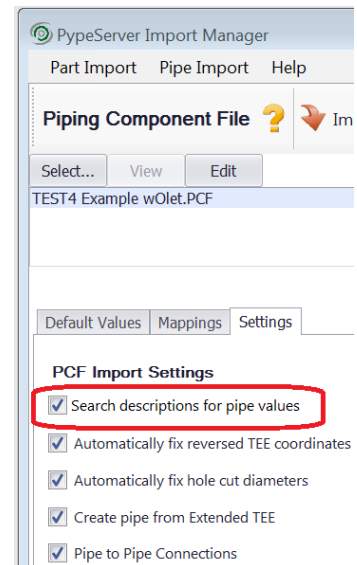 PypeServer Import Manager
Part Import Pipe Import Help
Piping Component File ? Im
Select... View Edit
TEST4 Example wOlet.PCF
Default Values Mappings Settings
PCF Import Settings
Search descriptions for pipe values
Automatically fix reversed TEE coordinates
Automatically fix hole cut diameters
Create pipe from Extended TEE
Pipe to Pipe Connections